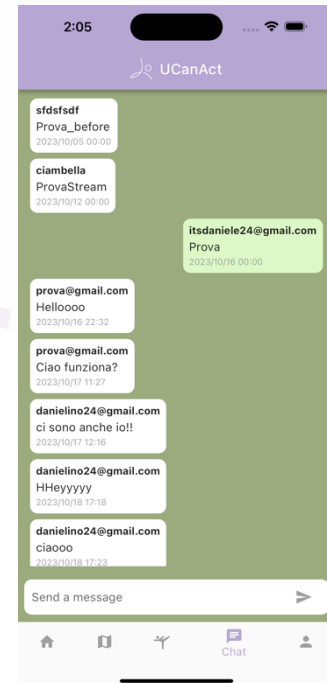 2:05
UCanAct
sfdsfsdf
Prova_before
2023/10/05 00:00
ciambella
ProvaStream
2023/10/12 00:00
itsdaniele24@gmail.com
Prova
2023/10/16 00:00
prova@gmail.com
Helloooo
2023/10/16 22:32
prova@gmail.com
Ciao funziona?
2023/10/17 11:27
danielino24@gmail.com
ci sono anche io!!
2023/10/17 12:16
danielino24@gmail.com
HHeyyyyy
2023/10/18 17:18
danielino24@gmail.com
ciaooo
2023/10/18 17:23
Send a message
Chat